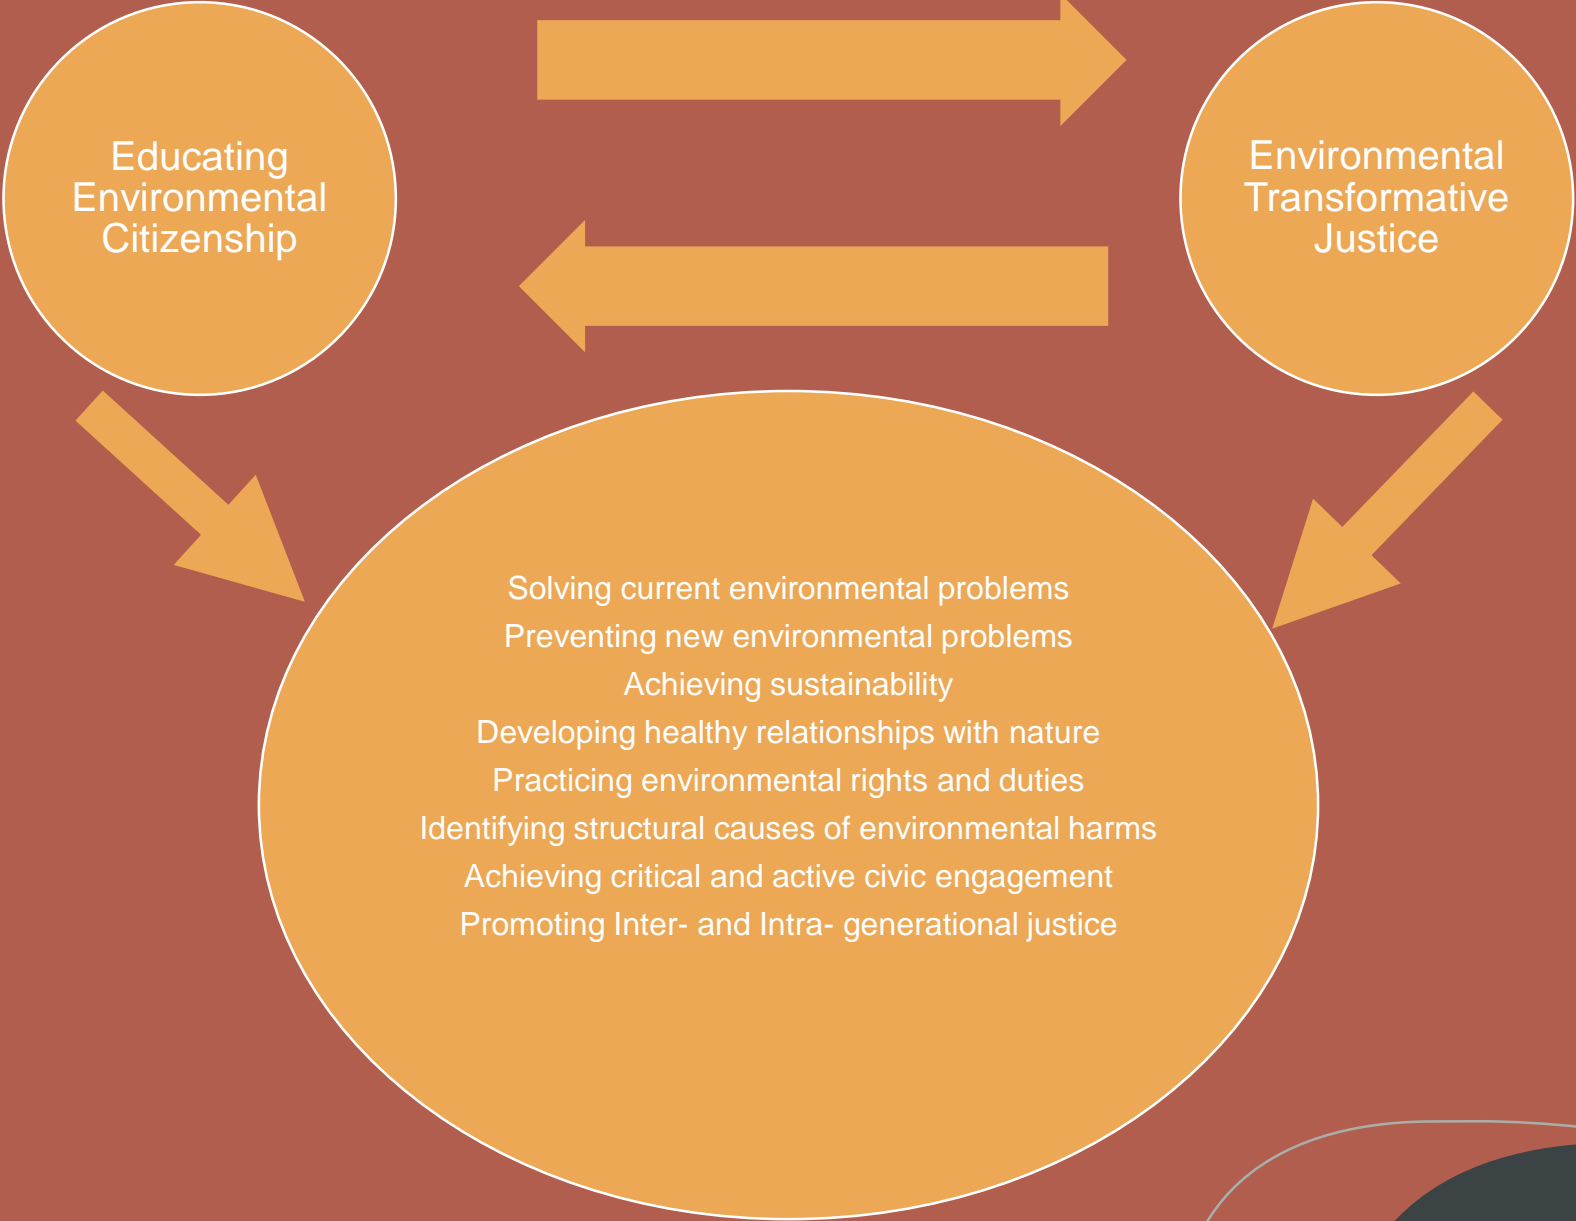 Educating
Environmental
Citizenship
Environmental
Transformative
Justice
Solving current environmental problems
Preventing new environmental problems
Achieving sustainability
Developing healthy relationships with nature
Practicing environmental rights and duties
Identifying structural causes of environmental harms
Achieving critical and active civic engagement
Promoting Inter- and Intra- generational justice